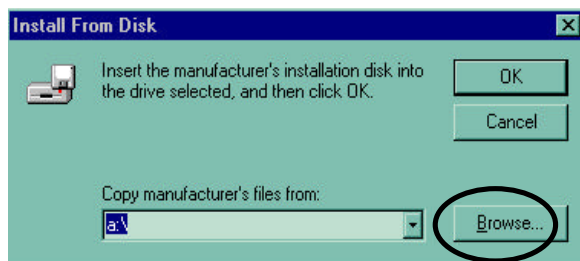 Install From Disk
Insert the manufacturer's installation disk into
the drive selected, and then click OK.
OK
Cancel
Copy manufacturer's files from:
a:\
Browse...